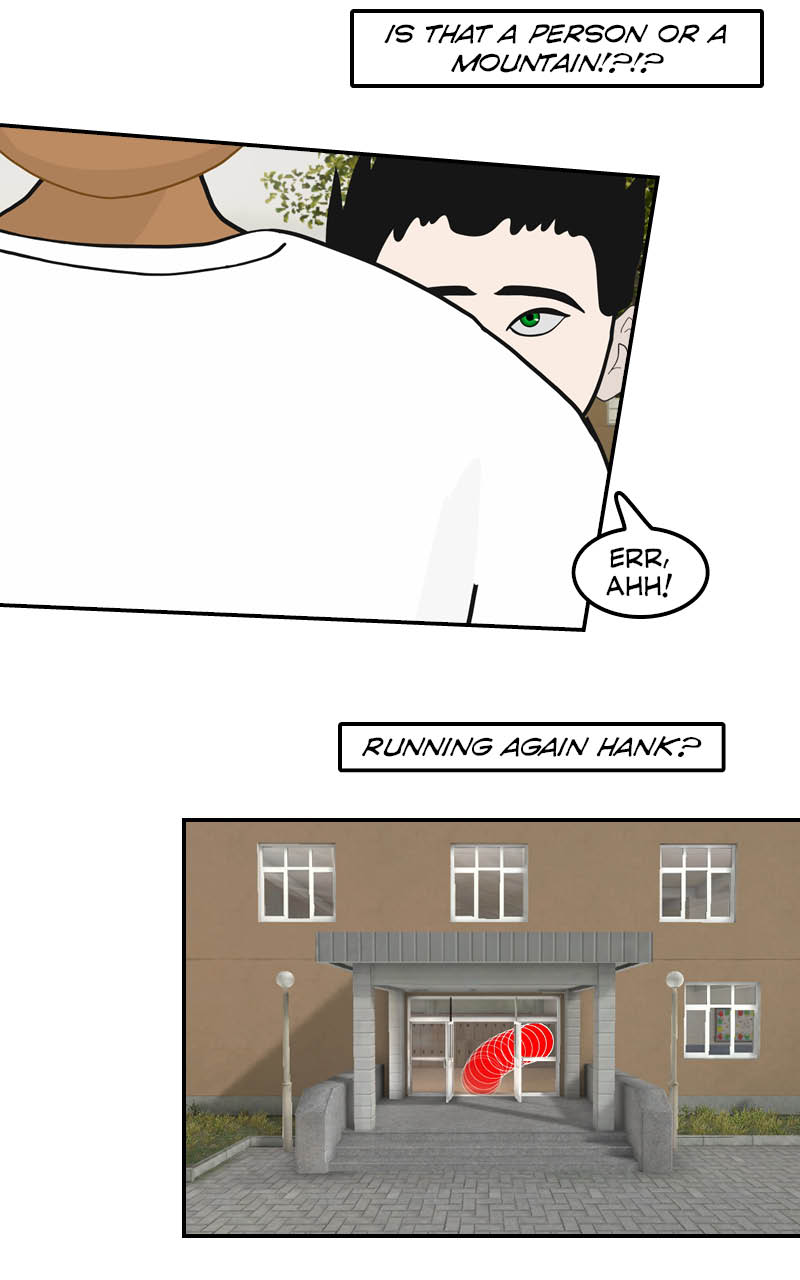 IS THAT A PERSON OR A
MOUNTAIN!?!?
ERR,
AHH!
RUNNING AGAIN HANK?